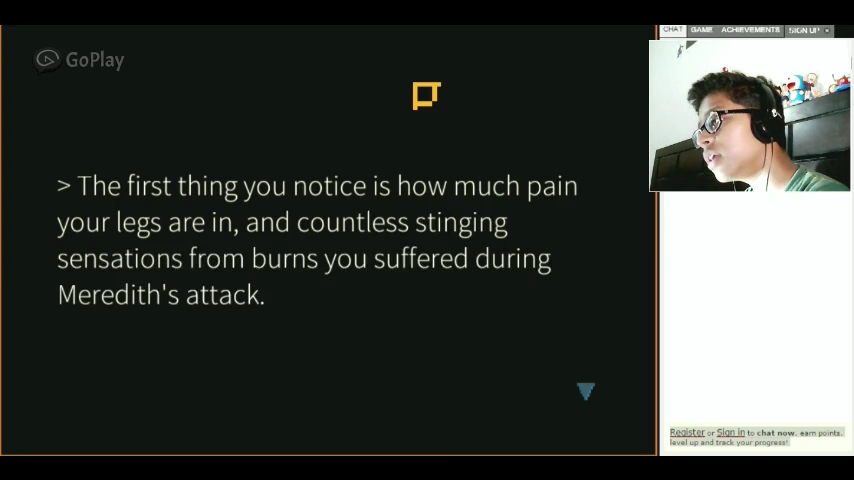 CHAT GAME ACHIEVEMENTS SIGN UP
GoPlay
> The first thing you notice is how much pain
your legs are in, and countless stinging
sensations from burns you suffered during
Meredith's attack.
Register or Sign in to chat now, earn points,
level up and track your progress!